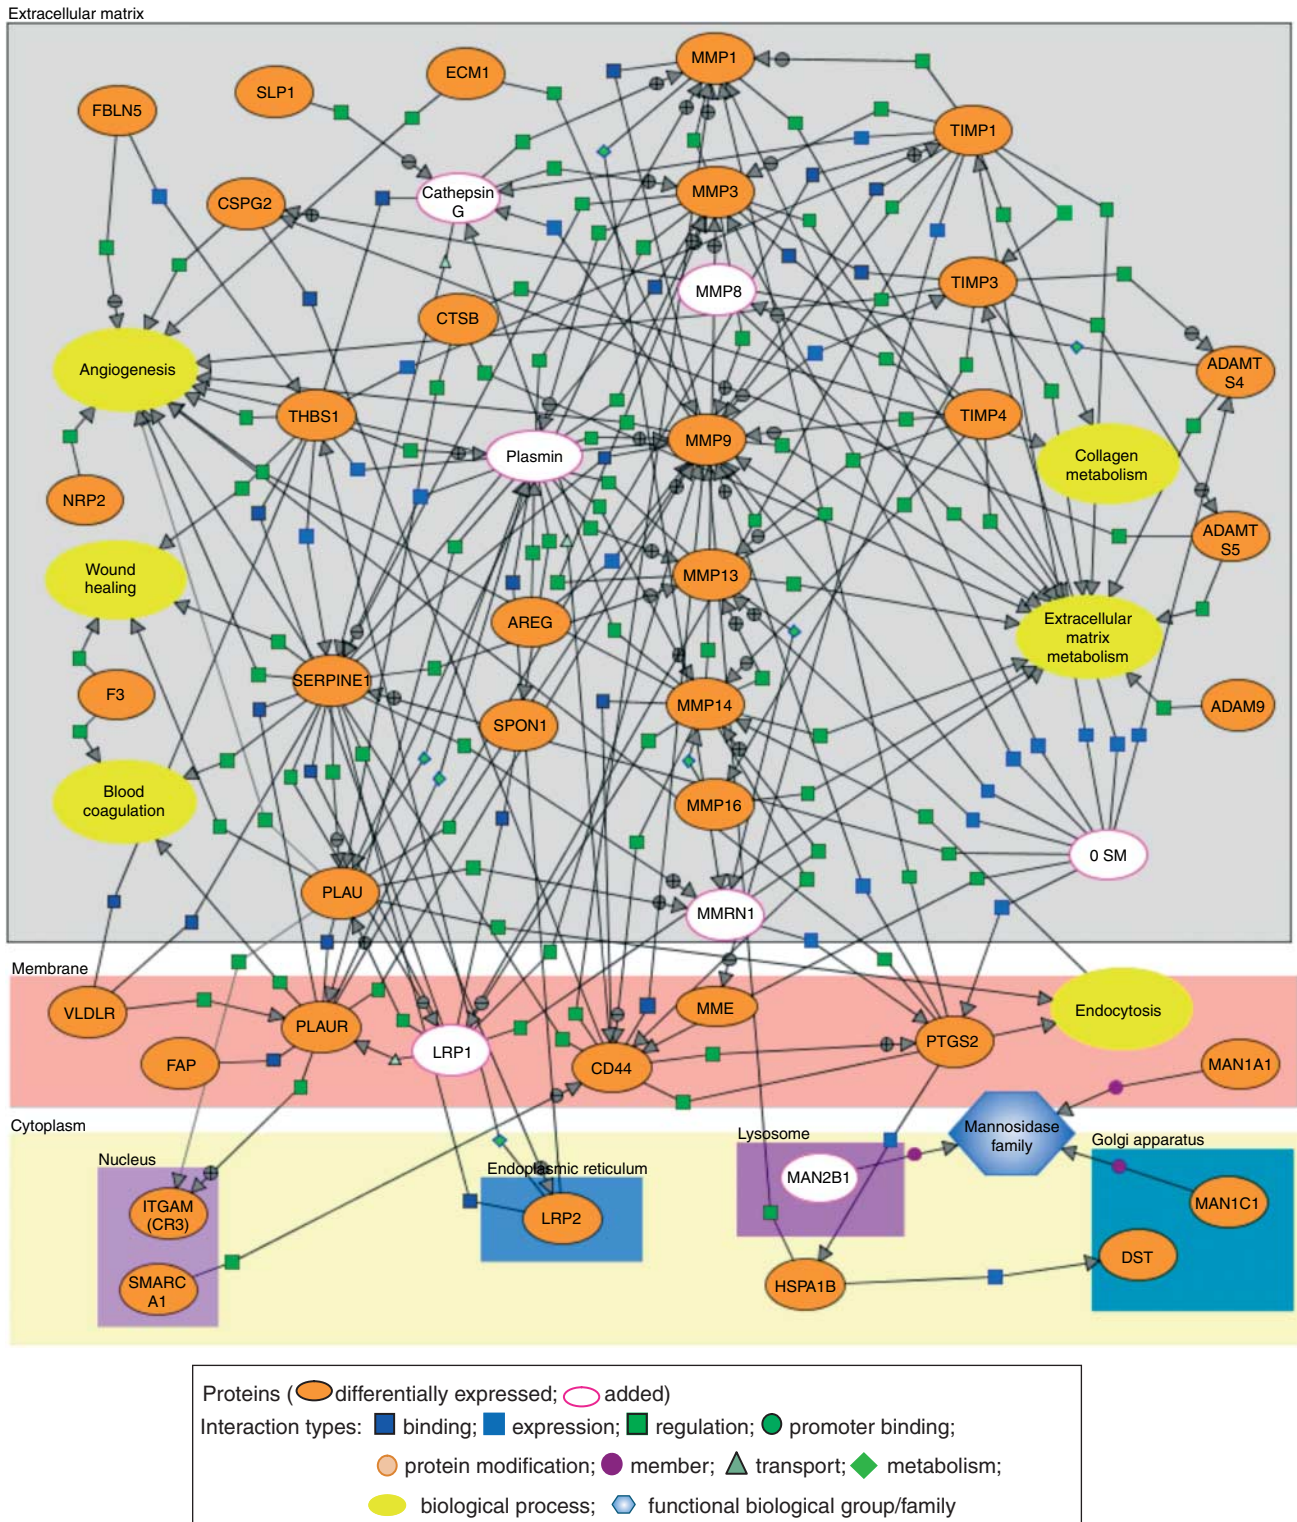 Extracellular matrix
MMP1
ECM1
SLP1
FBLN5
TIMP1
Cathepsin
G
MMP3
CSPG2
MMP8
TIMP3
CTSB
Angiogenesis
ADAMT
S4
THBS1
TIMP4
MMP9
Plasmin
Collagen
metabolism
NRP2
ADAMT
S5
Wound
healing
MMP13
AREG
Extracellular
matrix
metabolism
SERPINE1
F3
MMP14
ADAM9
SPON1
Blood
coagulation
MMP16
0 SM
PLAU
MMRN1
Membrane
VLDLR
PLAUR
MME
Endocytosis
LRP1
PTGS2
FAP
CD44
MAN1A1
Cytoplasm
Mannosidase
family
Lysosome
Golgi apparatus
Nucleus
Endoplasmic reticulum
MAN2B1
ITGAM
(CR3)
LRP2
MAN1C1
DST
SMARC
A1
HSPA1B
Proteins ( differentially expressed; added)
Interaction types: binding; expression; regulation; promoter binding;
protein modification; member; transport; metabolism;
biological process; functional biological group/family